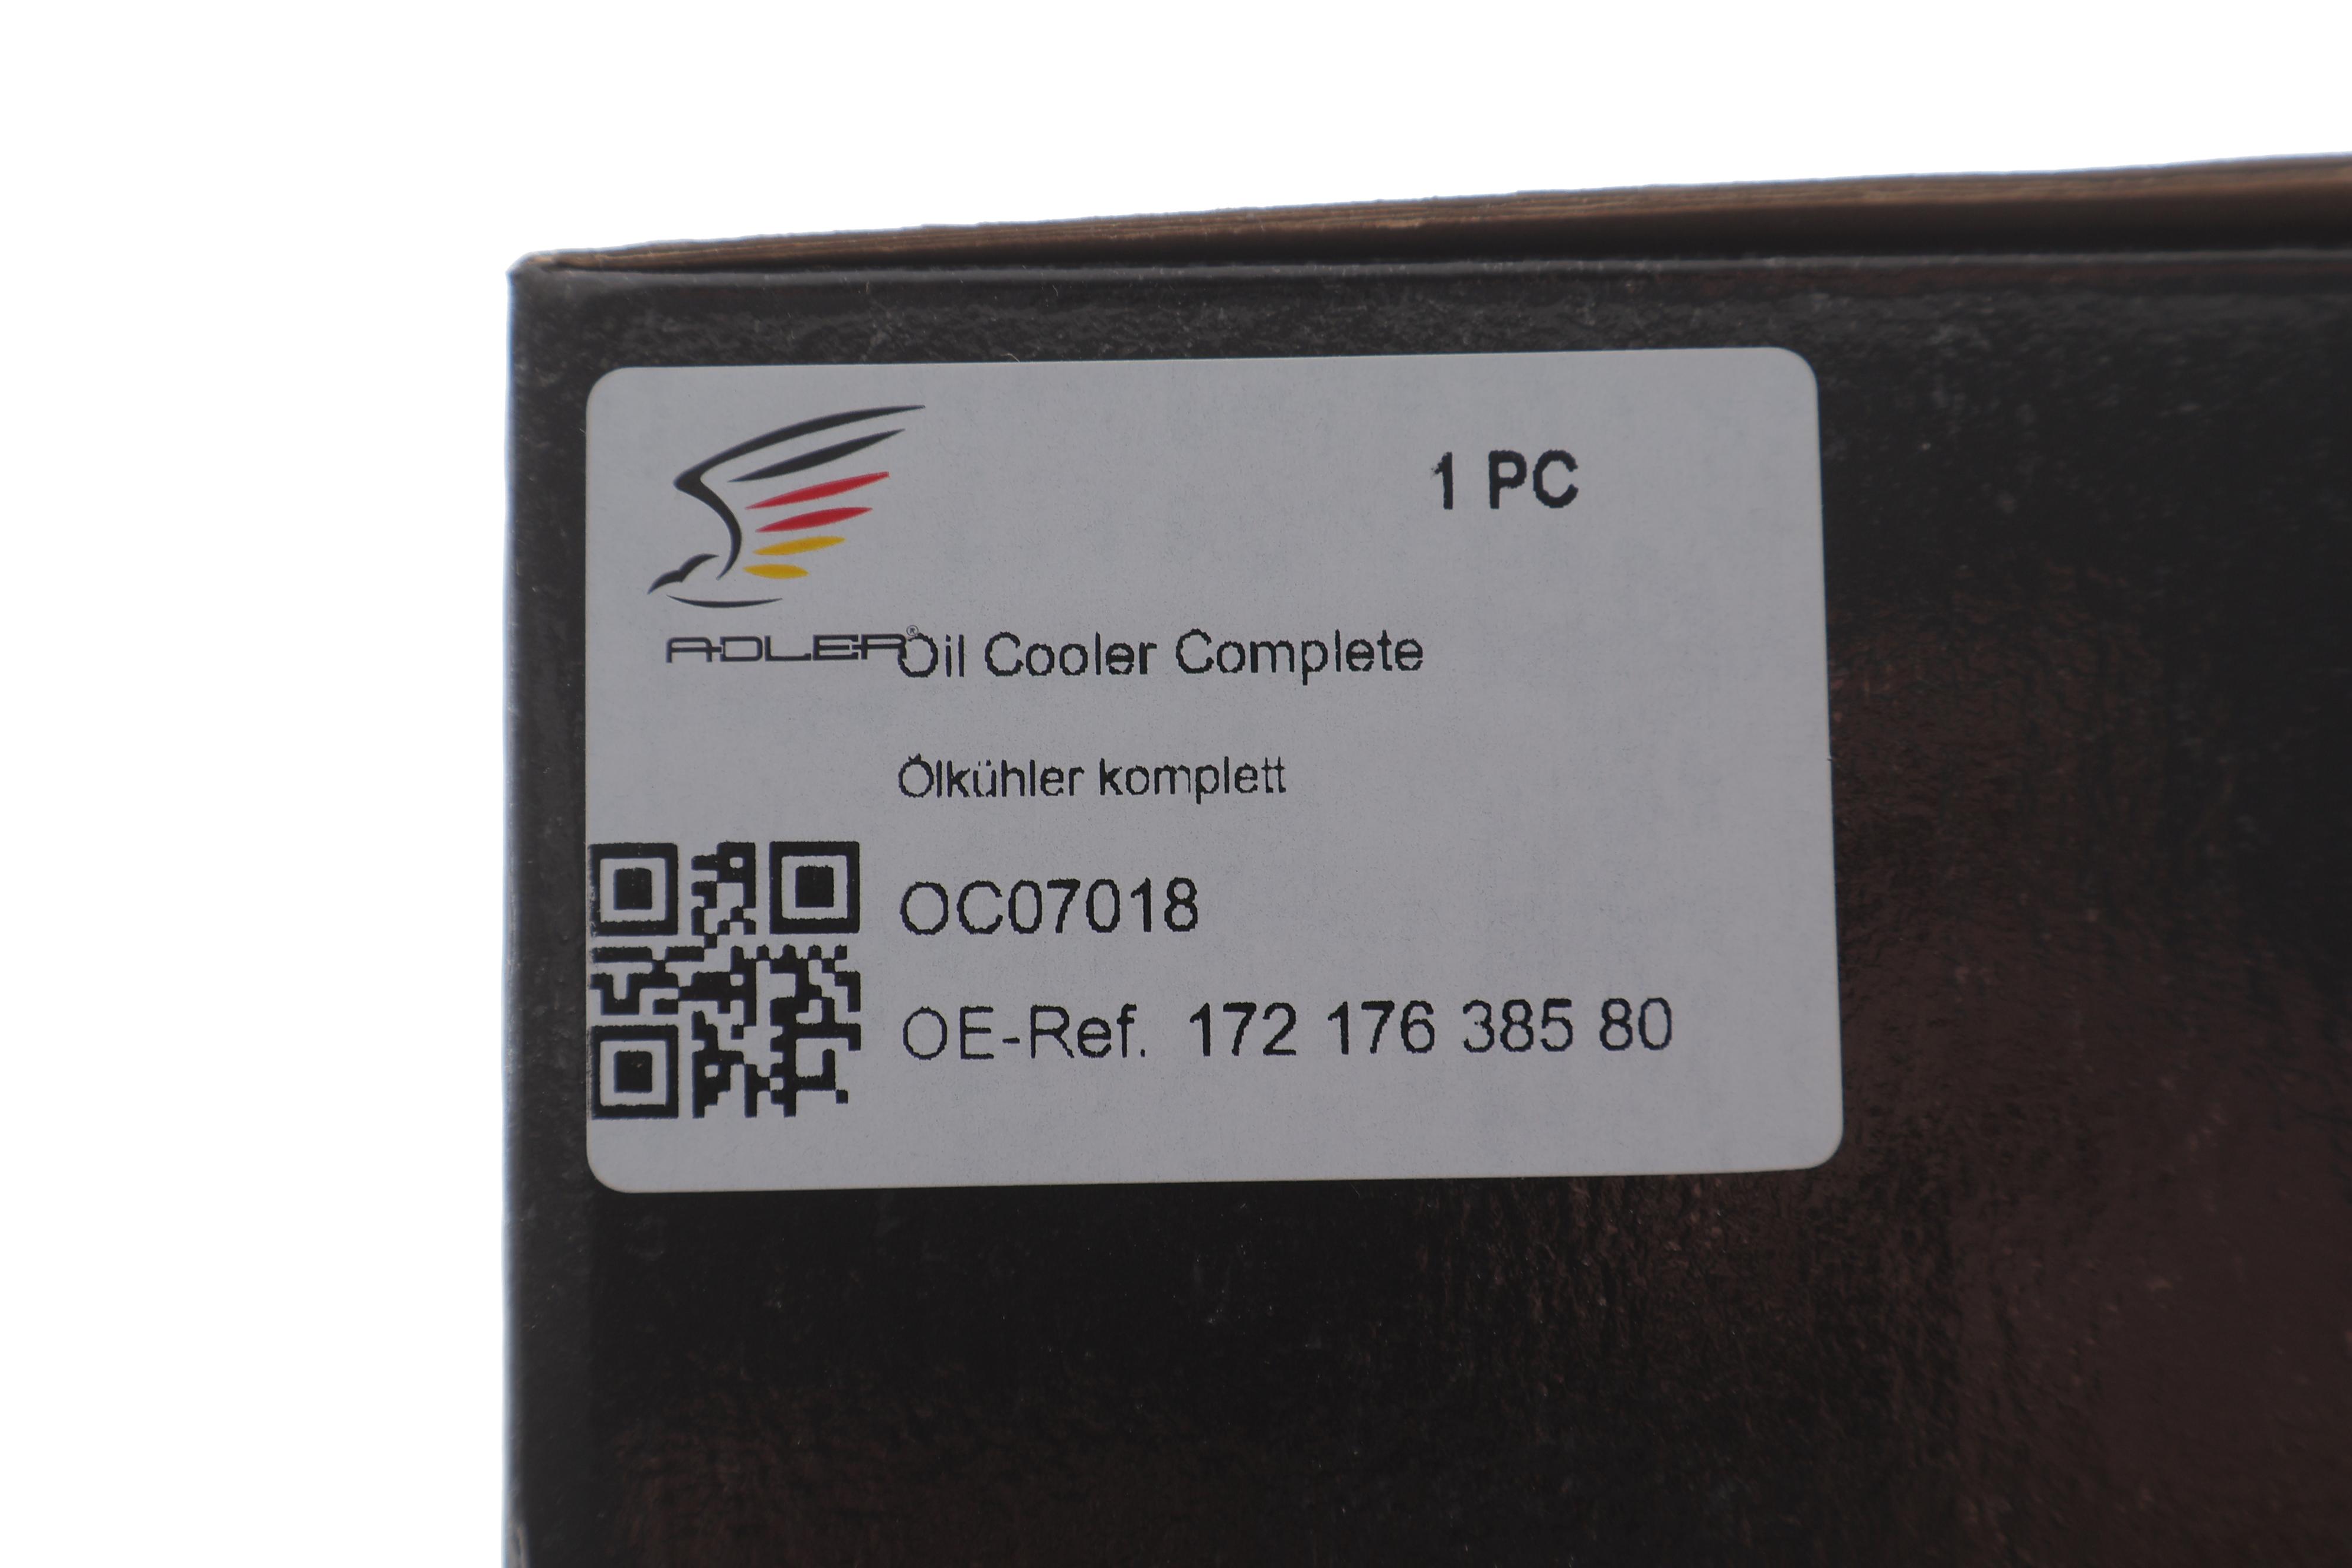 1 PC
ADLER®
Oil Cooler Complete
Ölkühler komplett
OC07018
OE-Ref. 172 176 385 80